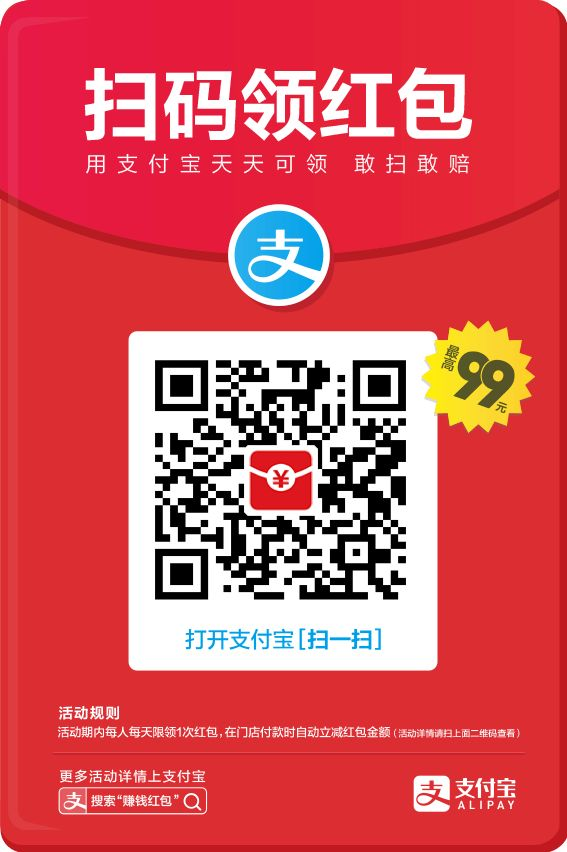 扫码领红包
用支付宝天天可领 敢扫敢赔
支
最高
99元
¥
打开支付宝[扫一扫]
活动规则
活动期内每人每天限领1次红包，在门店付款时自动立减红包金额（活动详情请扫上面二维码查看）
更多活动详情上支付宝
支 搜索“赚钱红包”
支 支付宝
ALIPAY